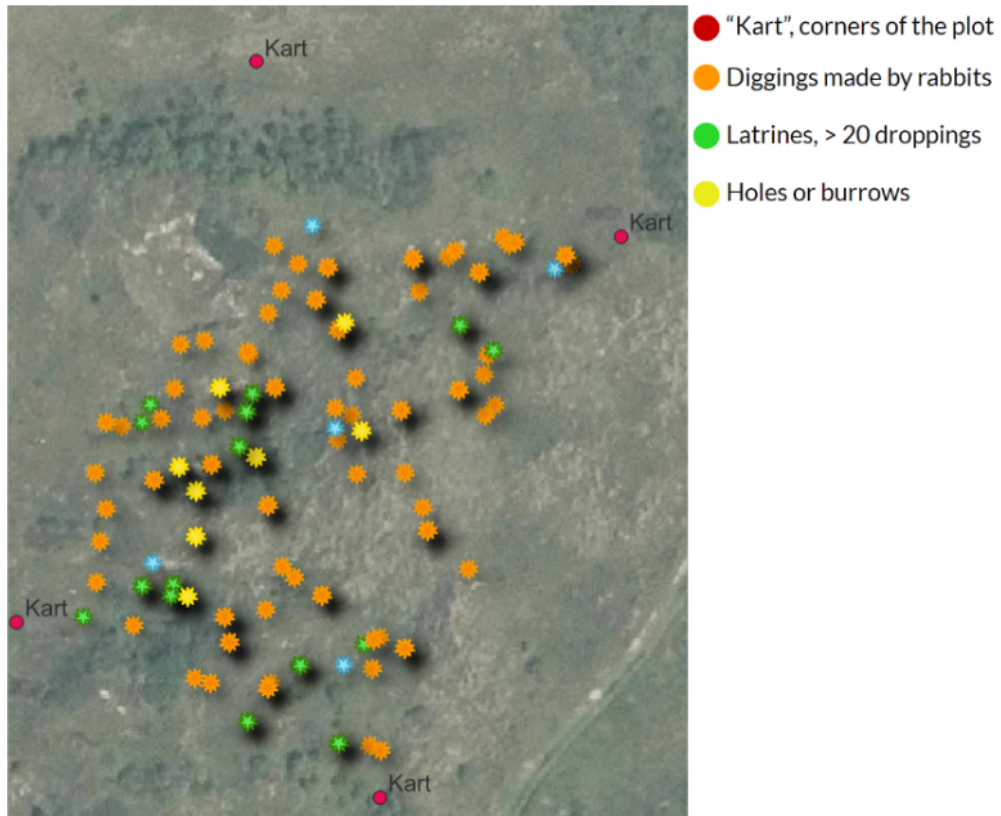 Kart
"Kart", corners of the plot
Diggings made by rabbits
Latrines, > 20 droppings
Holes or burrows
Kart
Kart
Kart